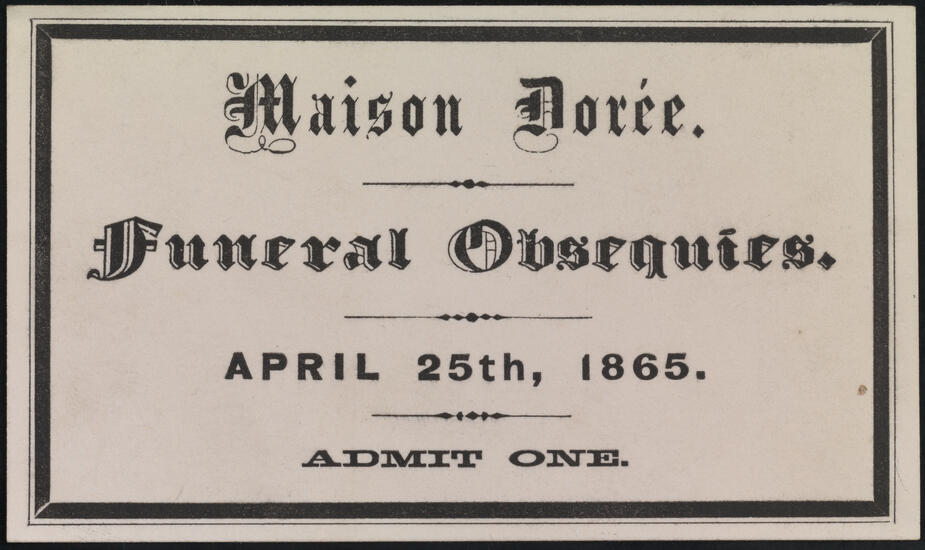 Maison Dorée.
Funeral Obsequies.
APRIL 25th, 1865.
ADMIT ONE.